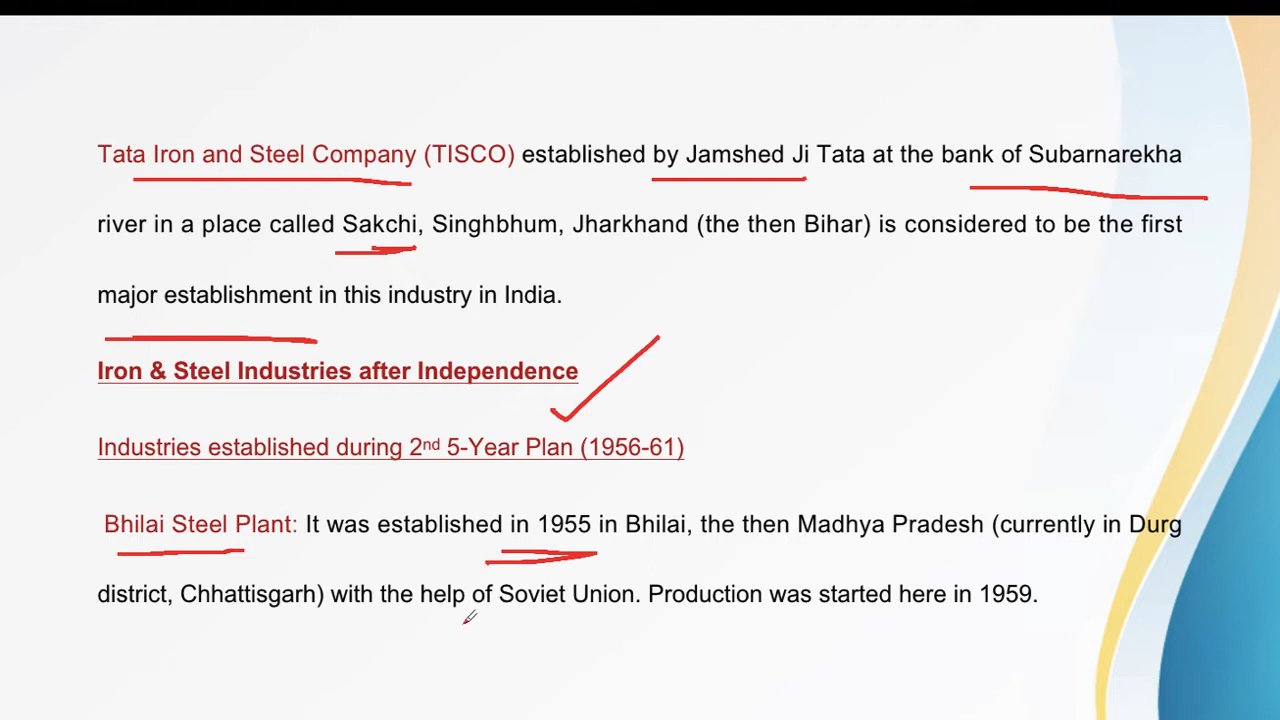 Tata Iron and Steel Company (TISCO) established by Jamshed Ji Tata at the bank of Subarnarekha
river in a place called Sakchi, Singhbhum, Jharkhand (the then Bihar) is considered to be the first
major establishment in this industry in India.
Iron & Steel Industries after Independence
Industries established during 2nd 5-Year Plan (1956-61)
Bhilai Steel Plant: It was established in 1955 in Bhilai, the then Madhya Pradesh (currently in Durg
district, Chhattisgarh) with the help of Soviet Union. Production was started here in 1959.